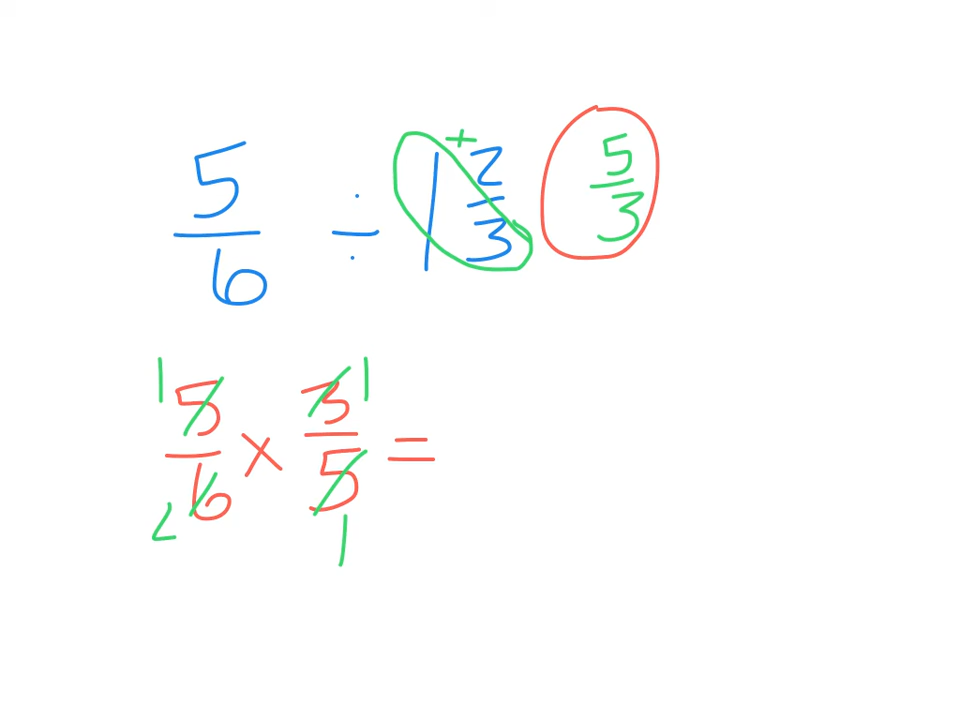 5/6 ÷ 1 + 2/3 5/3
1 1
5/6 × 3/5 =
2 1